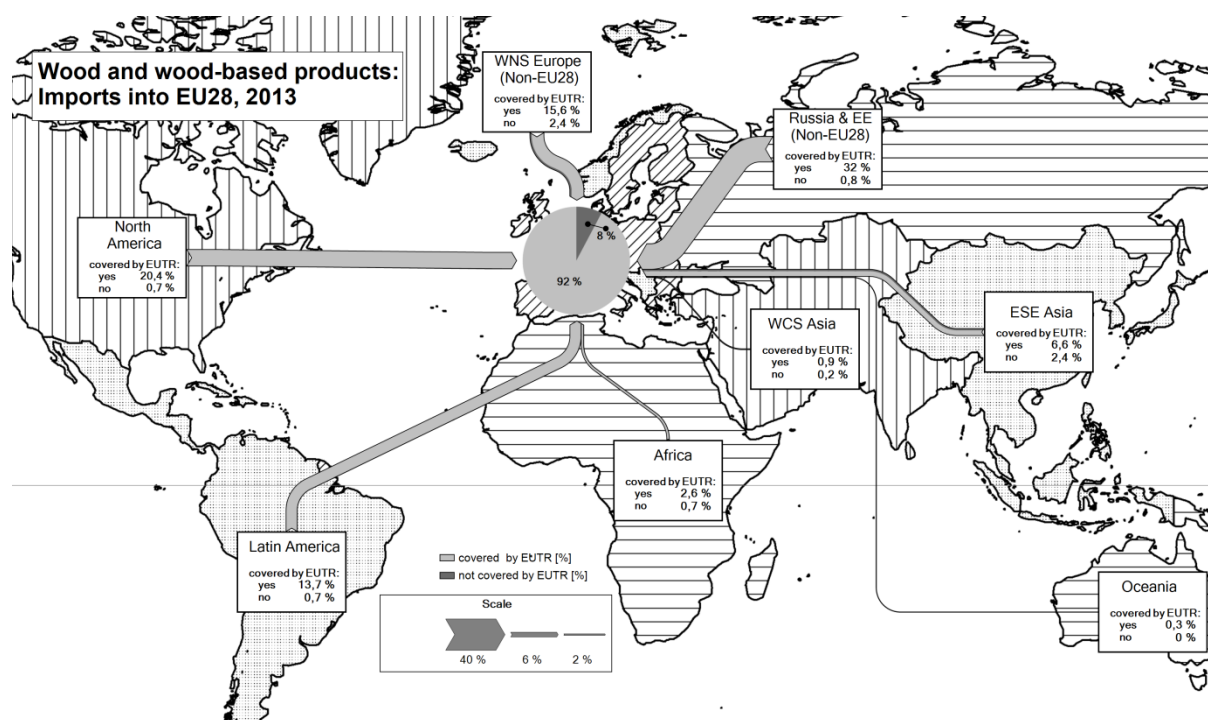 Wood and wood-based products:
Imports into EU28, 2013
WNS Europe
(Non-EU28)
covered by EUTR:
yes 15,6 %
no 2,4 %
Russia & EE
(Non-EU28)
covered by EUTR:
yes 32 %
no 0,8 %
North
America
covered by EUTR:
yes 20,4 %
no 0,7 %
8 %
92 %
WCS Asia
covered by EUTR:
yes 0,9 %
no 0,2 %
ESE Asia
covered by EUTR:
yes 6,6 %
no 2,4 %
Africa
covered by EUTR:
yes 2,6 %
no 0,7 %
Latin America
covered by EUTR:
yes 13,7 %
no 0,7 %
covered by EUTR [%]
not covered by EUTR [%]
Scale
40 % 6 % 2 %
Oceania
covered by EUTR:
yes 0,3 %
no 0 %